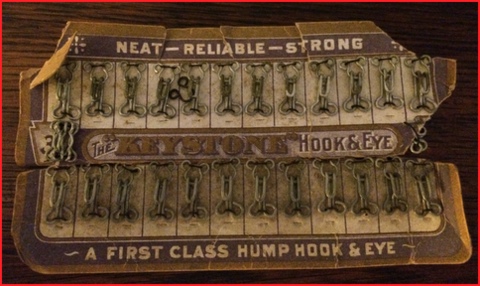 NEAT—RELIABLE—STRONG
THE KEYSTONE HOOK & EYE
A FIRST CLASS HUMP HOOK & EYE